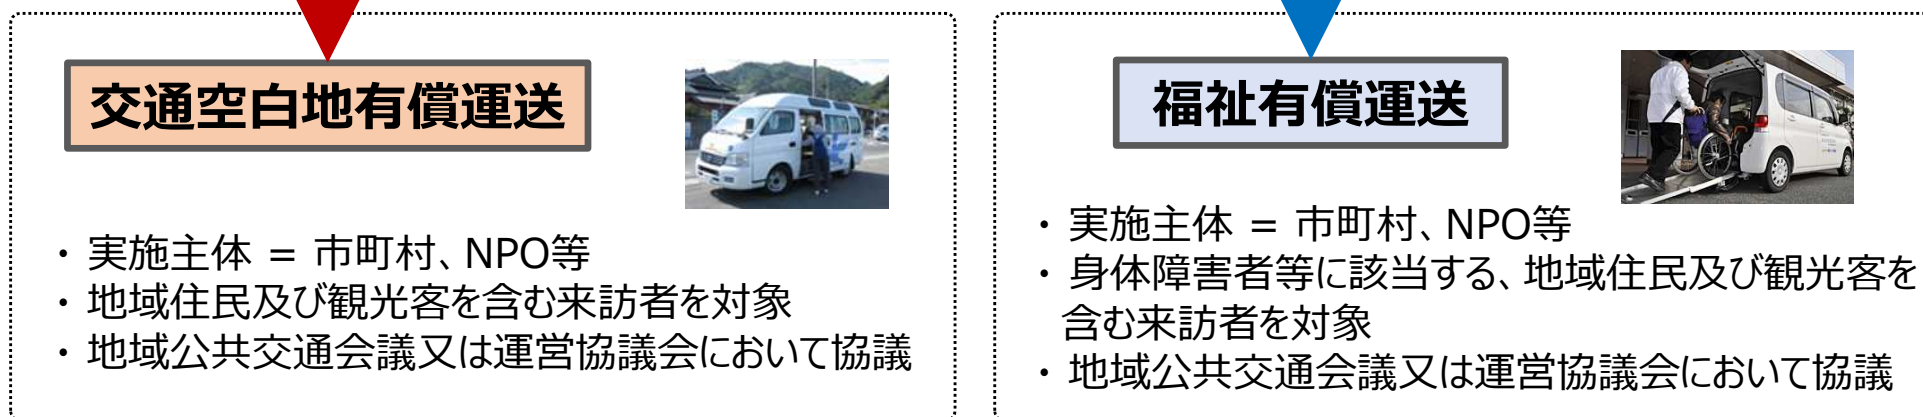 交通空白地有償運送
・ 実施主体 = 市町村、NPO等
・ 地域住民及び観光客を含む来訪者を対象
・ 地域公共交通会議又は運営協議会において協議
福祉有償運送
・ 実施主体 = 市町村、NPO等
・ 身体障害者等に該当する、地域住民及び観光客を
含む来訪者を対象
・ 地域公共交通会議又は運営協議会において協議